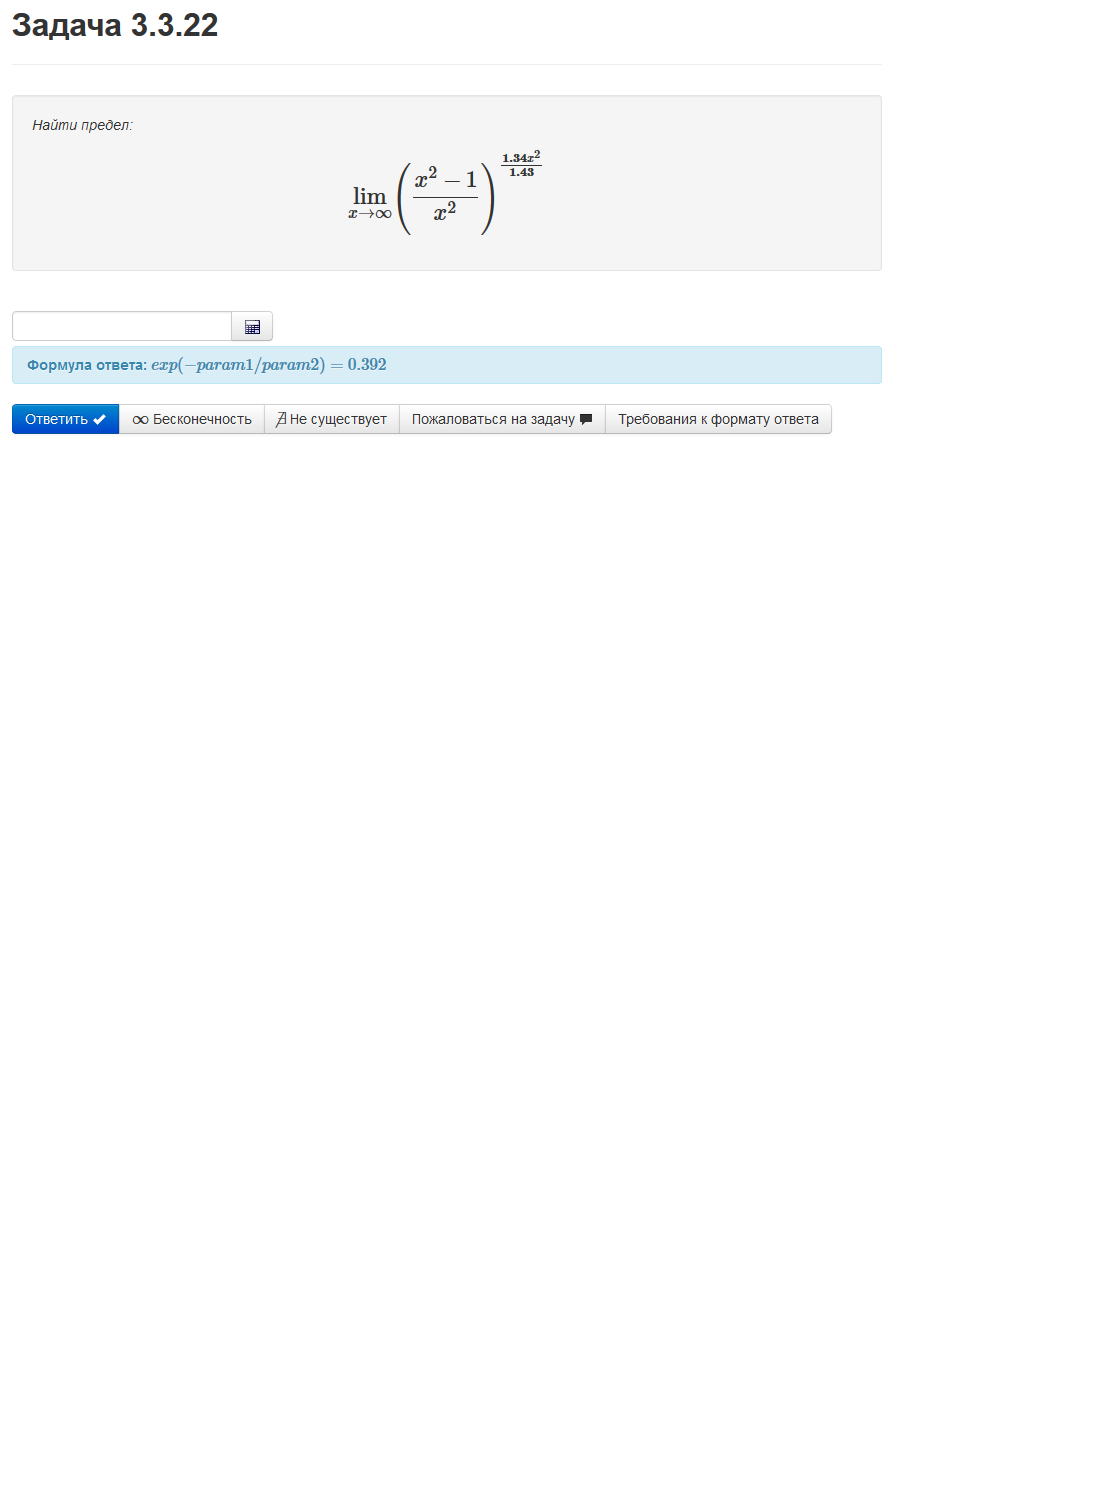 Задача 3.3.22
Найти предел:
$\lim_{x \to \infty} \left( \frac{x^2 - 1}{x^2} \right)^{\frac{1.34x^2}{1.43}}$
Формула ответа: $exp(-param1/param2) = 0.392$
Ответить ∞ Бесконечность ∄ Не существует Пожаловаться на задачу Требования к формату ответа